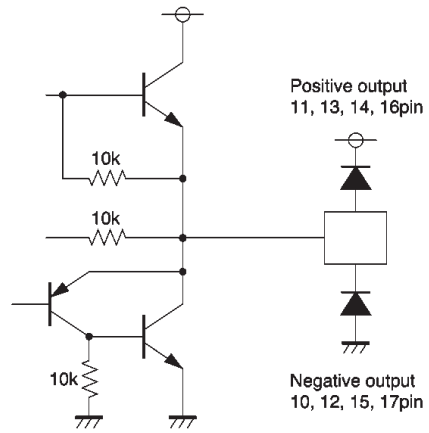 Positive output
11, 13, 14, 16pin
10k
10k
10k
Negative output
10, 12, 15, 17pin